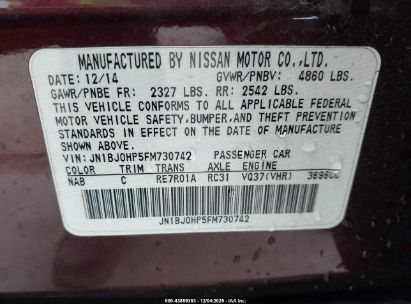 MANUFACTURED BY NISSAN MOTOR CO.,LTD.
DATE: 12/14 GVWR/PNBV: 4860 LBS.
GAWR/PNBE FR: 2327 LBS. RR: 2542 LBS.
THIS VEHICLE CONFORMS TO ALL APPLICABLE FEDERAL
MOTOR VEHICLE SAFETY,BUMPER,AND THEFT PREVENTION
STANDARDS IN EFFECT ON THE DATE OF MANUFACTURE
SHOWN ABOVE.
VIN: JN1BJ0HP5FM730742 PASSENGER CAR
COLOR TRIM TRANS AXLE ENGINE
NAB C RE7R01A RC31 VQ37(VHR)
JN1BJ0HP5FM730742